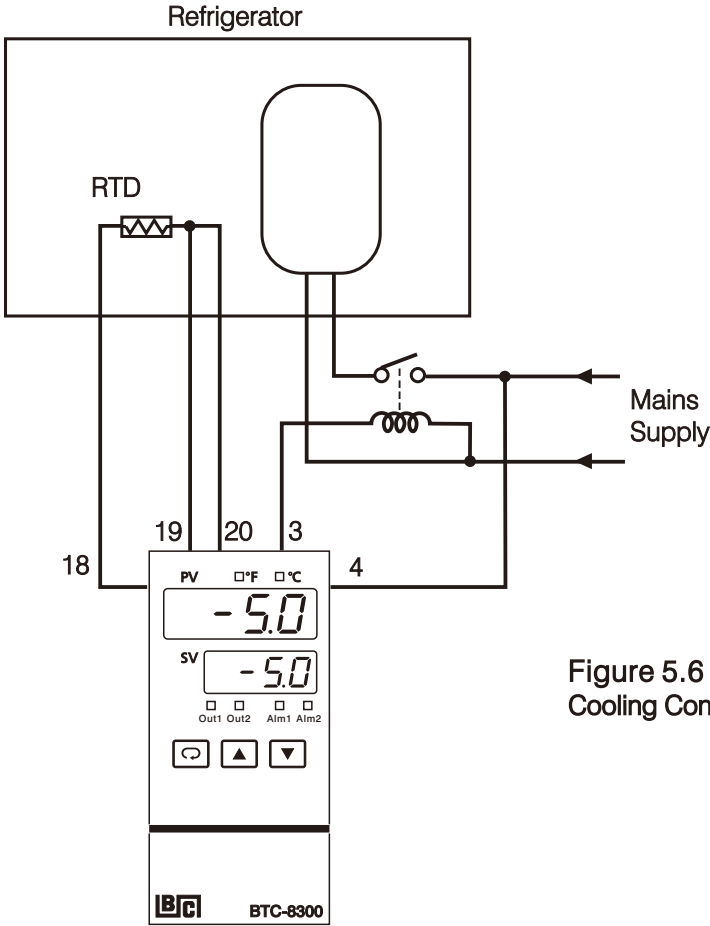 Refrigerator
RTD
Mains
Supply
19 20 3
18 4
PV °F °C
-5.0
SV -5.0
Out1 Out2 Alm1 Alm2
Figure 5.6
Cooling Con
BC
BTC-8300